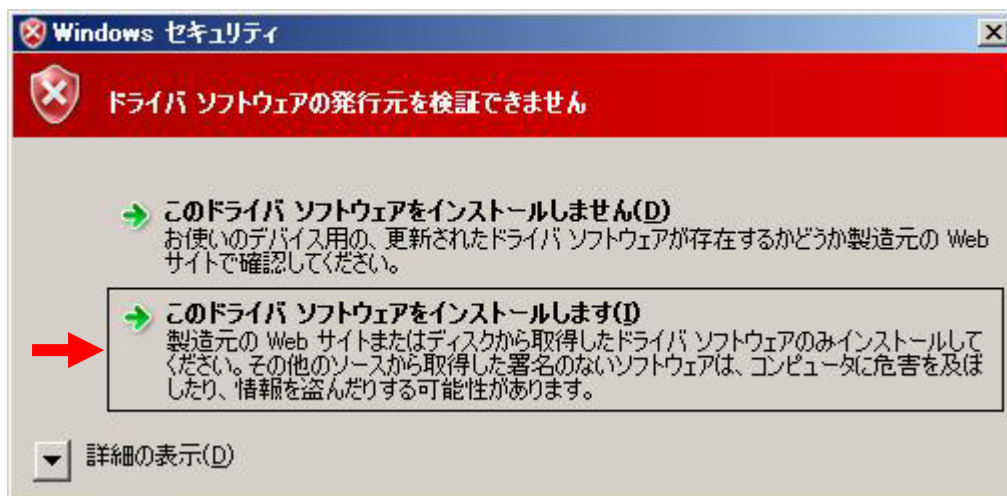 Windows セキュリティ
ドライバ ソフトウェアの発行元を検証できません
このドライバ ソフトウェアをインストールしません(D)
お使いのデバイス用の、更新されたドライバ ソフトウェアが存在するかどうか製造元の Web
サイトで確認してください。
このドライバ ソフトウェアをインストールします(I)
製造元の Web サイトまたはディスクから取得したドライバ ソフトウェアのみインストールして
ください。その他のソースから取得した署名のないソフトウェアは、コンピュータに危害を及ぼ
したり、情報を盗んだりする可能性があります。
詳細の表示(D)